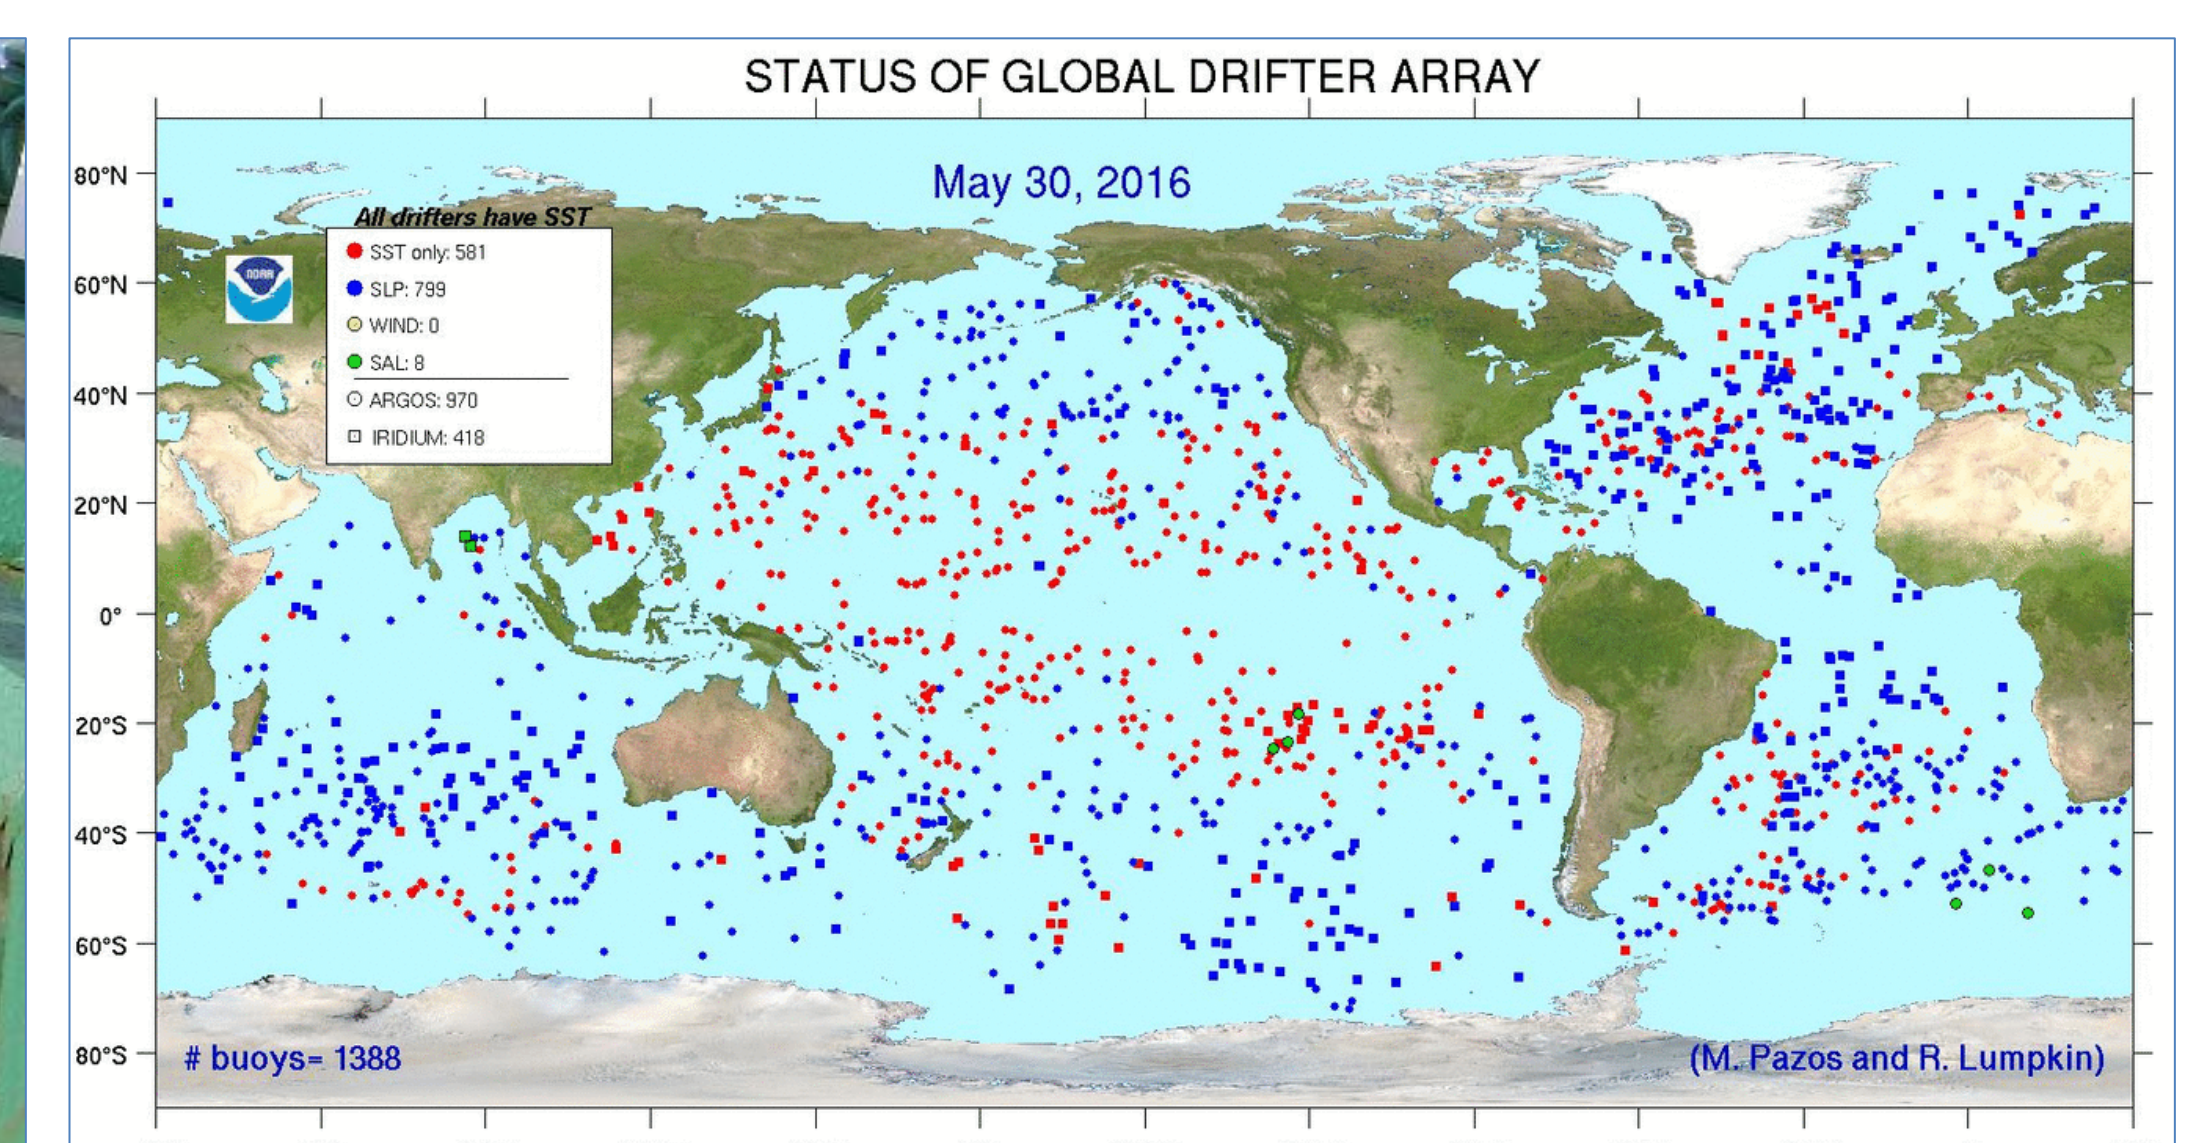 STATUS OF GLOBAL DRIFTER ARRAY
May 30, 2016
All drifters have SST
SST only: 581
SLP: 799
WIND: 0
SAL: 8
ARGOS: 970
IRIDIUM: 418
NOAA
80°N
60°N
40°N
20°N
0°
20°S
40°S
60°S
80°S
# buoys= 1388
(M. Pazos and R. Lumpkin)